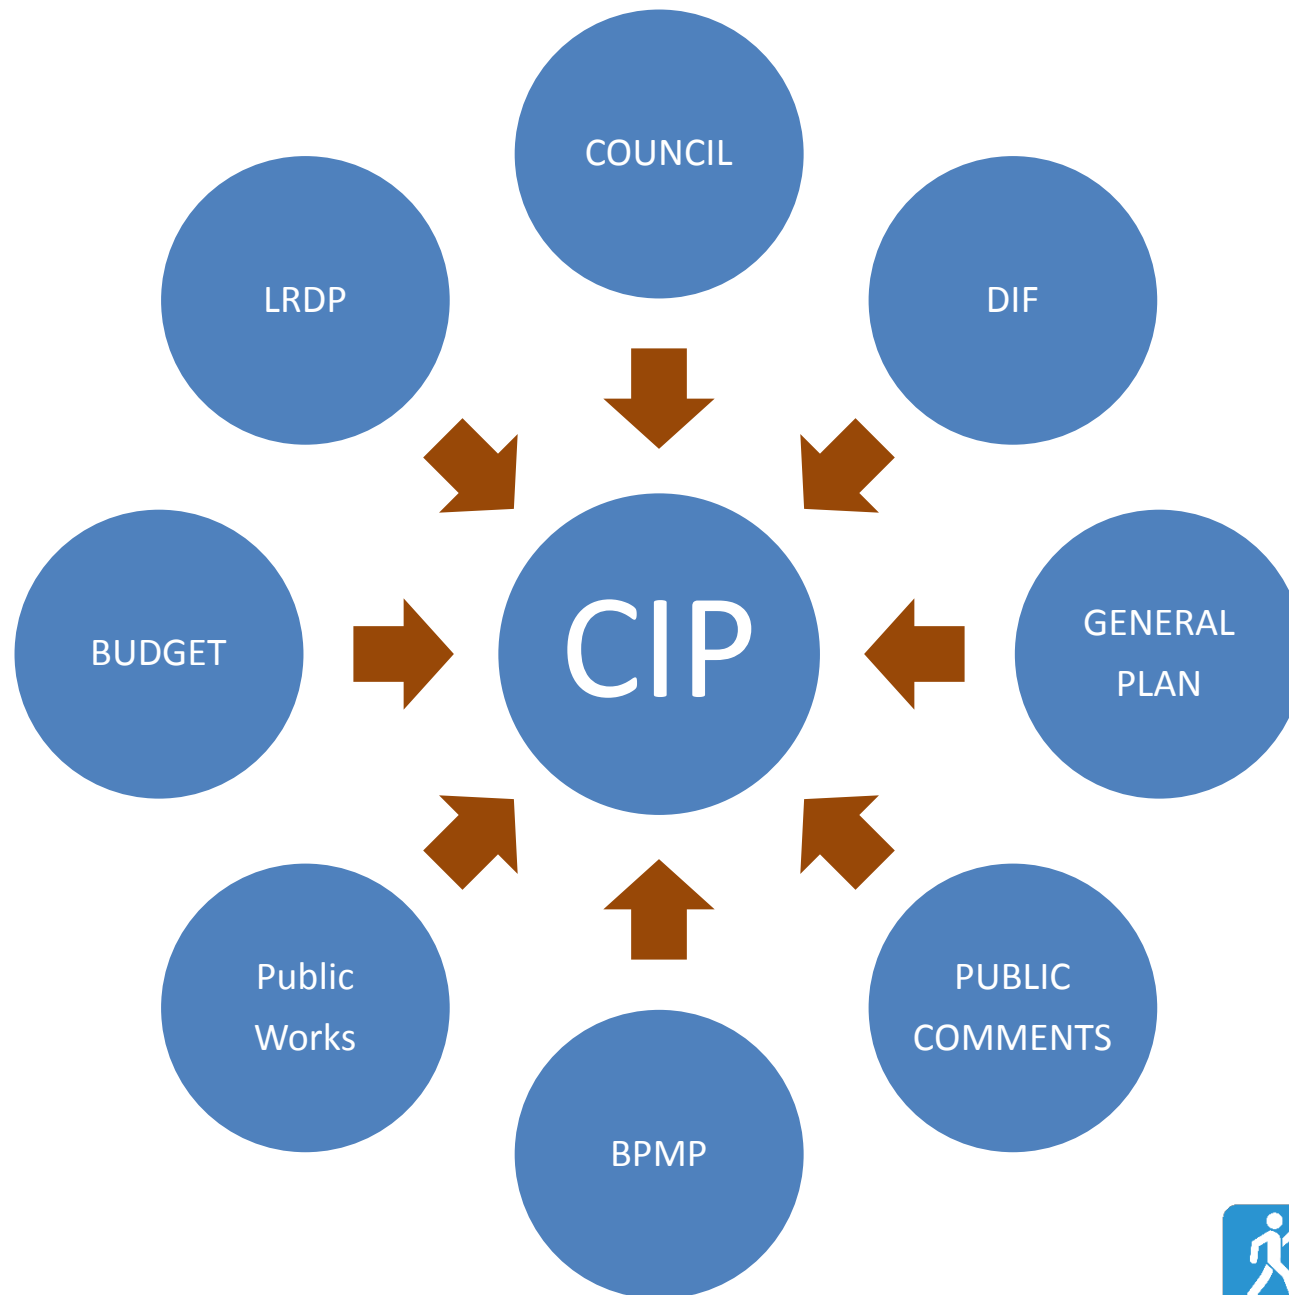 COUNCIL
LRDP
DIF
CIP
BUDGET
GENERAL
PLAN
Public
Works
PUBLIC
COMMENTS
BPMP